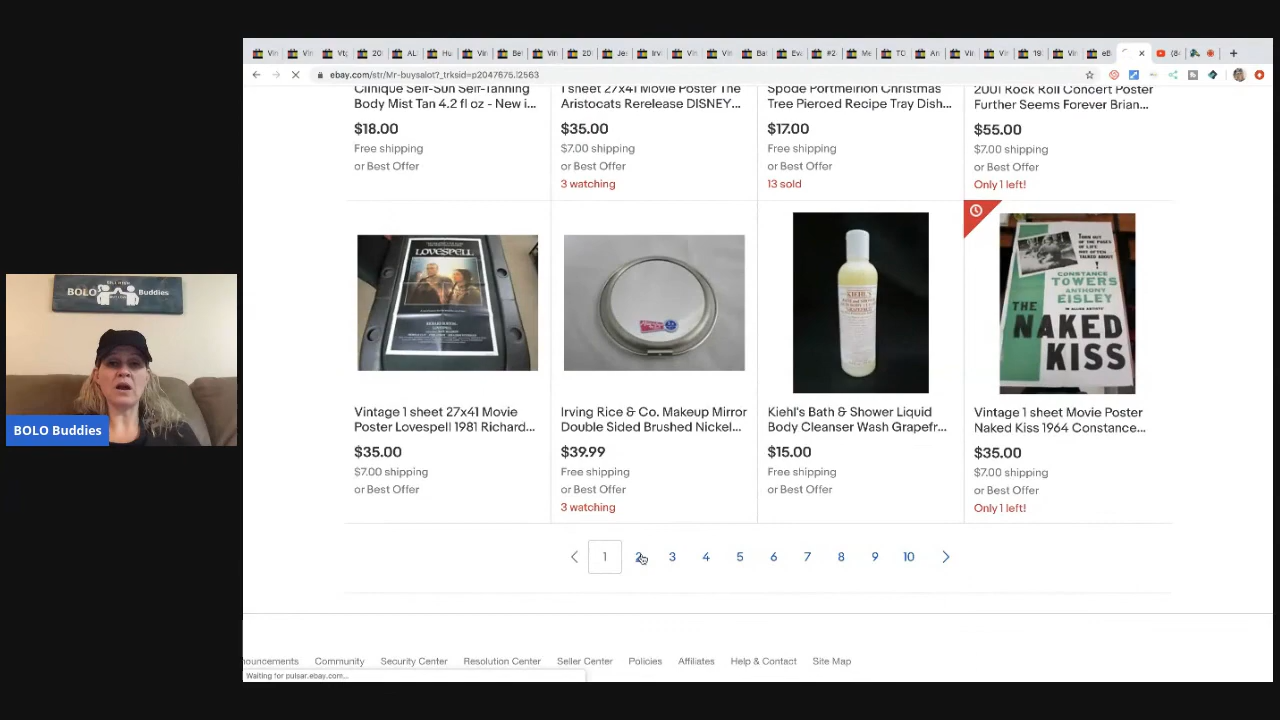 ebay.com/str/Mr-buysalot?_trksid=p2047675.l2563
Clinique Self-Sun Self-Tanning
Body Mist Tan 4.2 fl oz - New i...
$18.00
Free shipping
or Best Offer
1 sheet 27x41 Movie Poster The
Aristocats Rerelease DISNEY...
$35.00
$7.00 shipping
or Best Offer
3 watching
Spode Portmeirion Christmas
Tree Pierced Recipe Tray Dish...
$17.00
Free shipping
or Best Offer
13 sold
2001 Rock Roll Concert Poster
Further Seems Forever Brian...
$55.00
$7.00 shipping
or Best Offer
Only 1 left!
LOVESPELL
KIEHL'S
CONSTANCE
TOWERS
ANTHONY
EISLEY
THE
NAKED
KISS
Vintage 1 sheet 27x41 Movie
Poster Lovespell 1981 Richard...
$35.00
$7.00 shipping
or Best Offer
Irving Rice & Co. Makeup Mirror
Double Sided Brushed Nickel...
$39.99
Free shipping
or Best Offer
3 watching
Kiehl's Bath & Shower Liquid
Body Cleanser Wash Grapefr...
$15.00
Free shipping
or Best Offer
Vintage 1 sheet Movie Poster
Naked Kiss 1964 Constance...
$35.00
$7.00 shipping
or Best Offer
Only 1 left!
1 2 3 4 5 6 7 8 9 10
nouncements Community Security Center Resolution Center Seller Center Policies Affiliates Help & Contact Site Map
Waiting for pulsar.ebay.com...
BOLO Buddies
BOLO Buddies